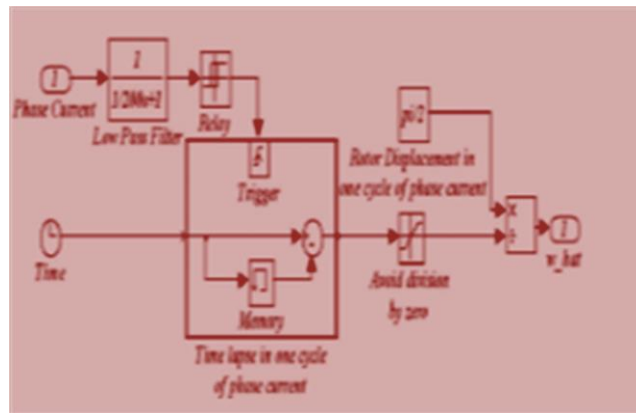 1
Phase Current
1
Low Pass Filter
Relay
Trigger
pi/2
Rotor Displacement in
one cycle of phase current
Time
Memory
Time lapse in one cycle
of phase current
Avoid division
by zero
x
÷
1
w_hat